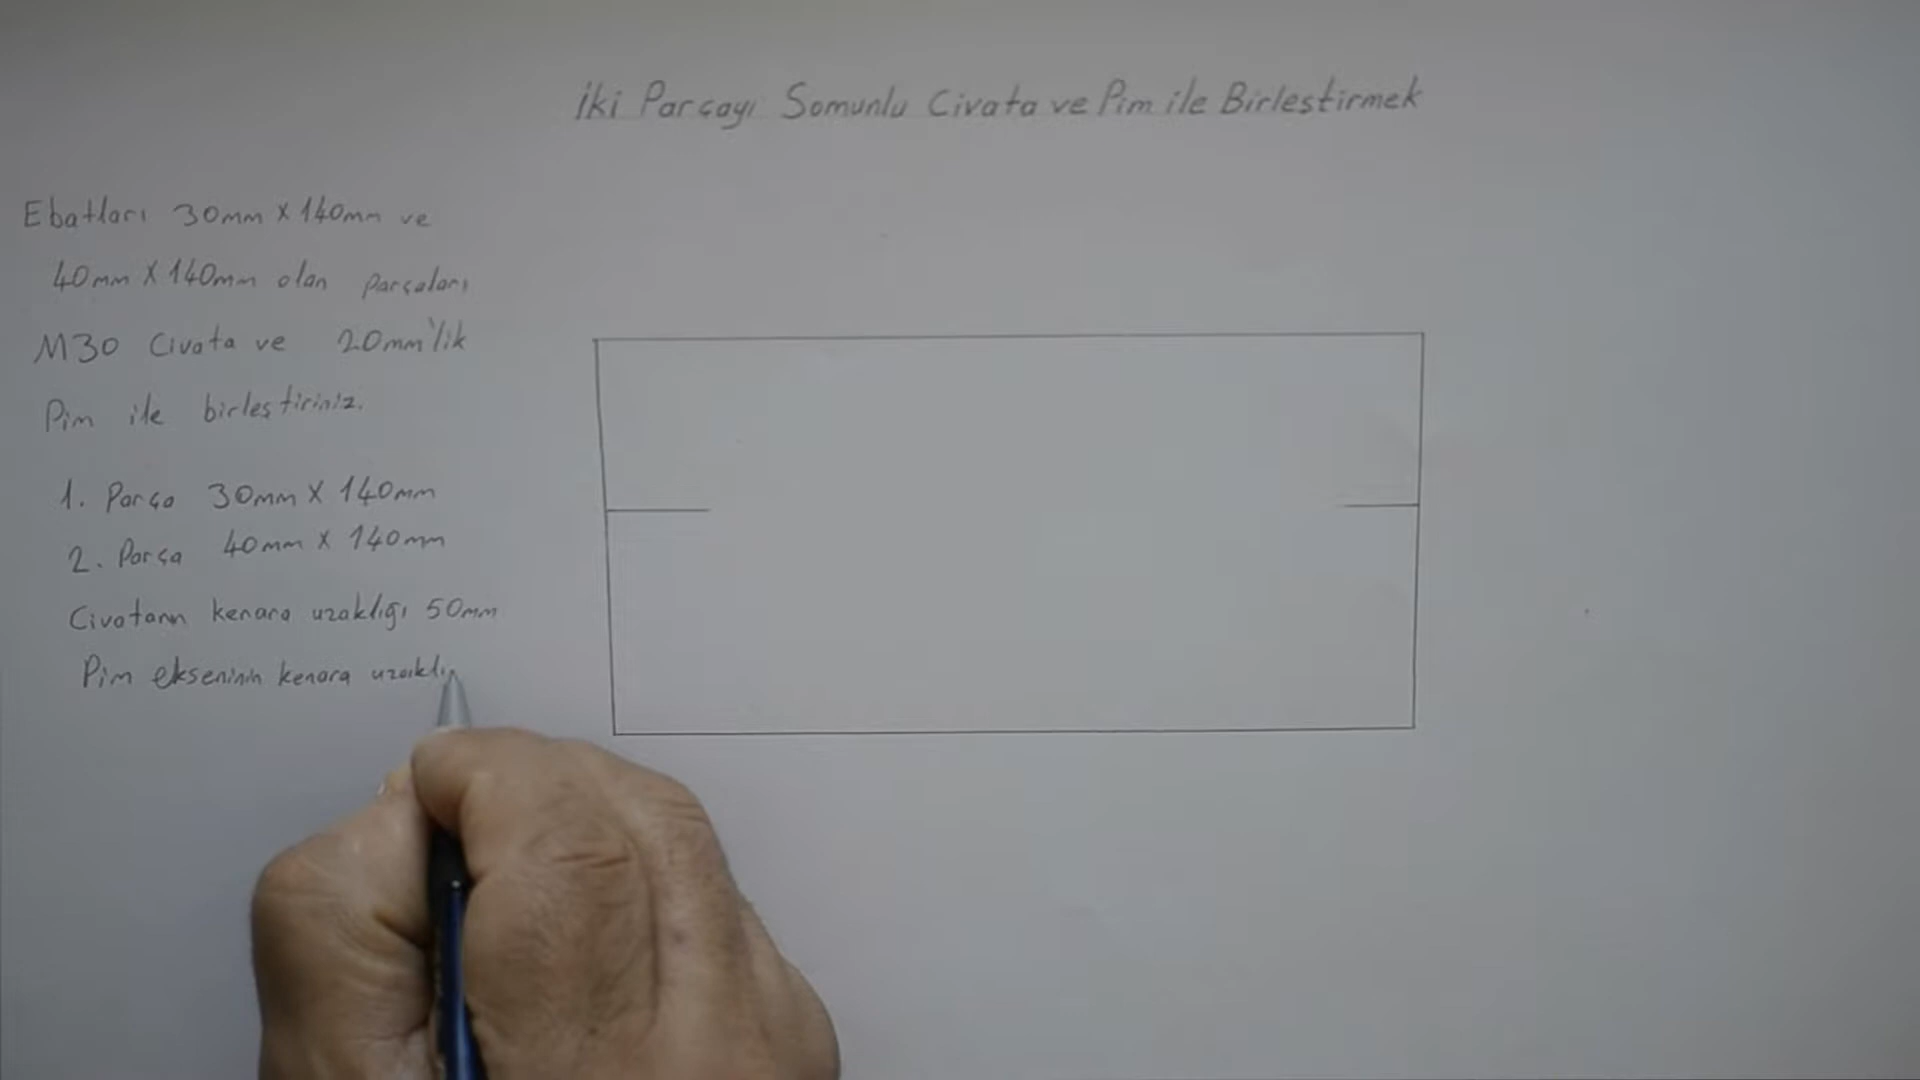 İki Parçayı Somunlu Civata ve Pim ile Birleştirmek
Ebatları 30mm X 140mm ve
40mm X 140mm olan parçaları
M30 Civata ve 20mm'lik
Pim ile birleştiriniz.
1. Parça 30mm X 140mm
2. Parça 40mm X 140mm
Civatanın kenara uzaklığı 50mm
Pim ekseninin kenara